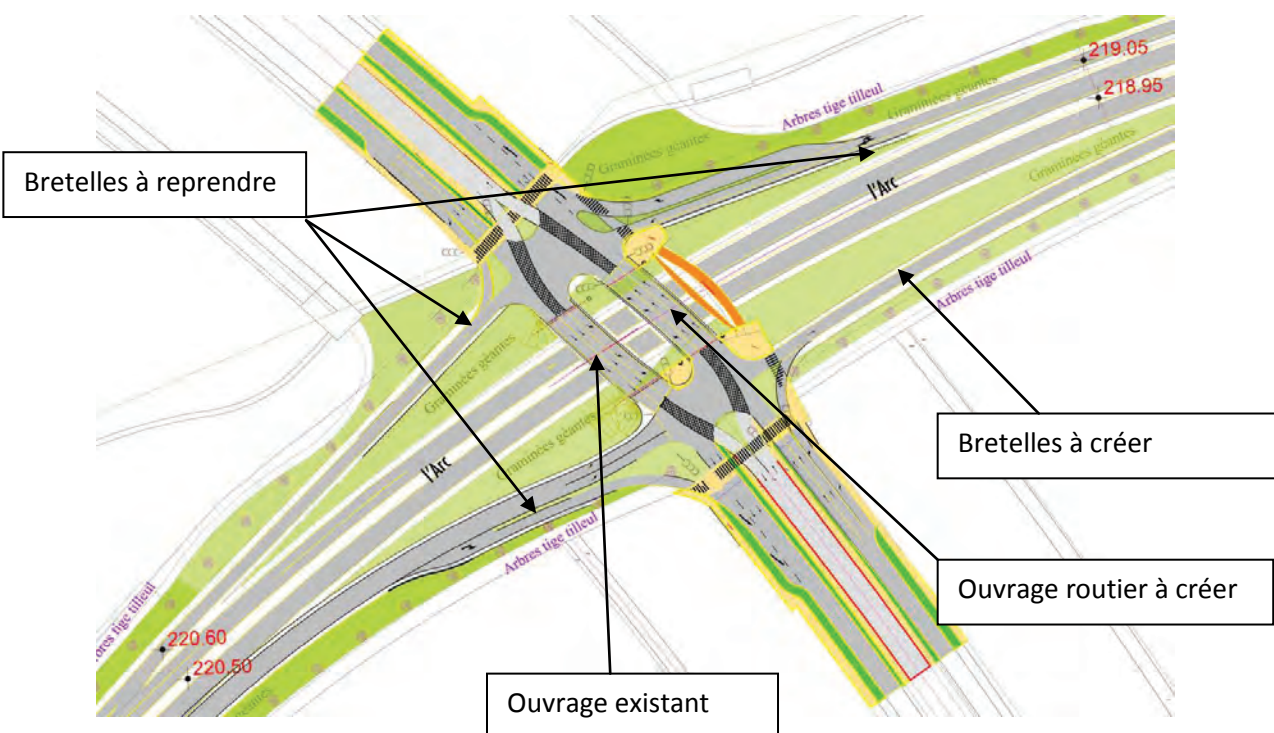 219.05
218.95
Arbres tige tilleul
Graminées géantes
Graminées géantes
l'Arc
Bretelles à reprendre
Arbres tige tilleul
Graminées géantes
Bretelles à créer
Graminées géantes
l'Arc
Arbres tige tilleul
Ouvrage routier à créer
Arbres tige tilleul
220.60
220.50
Ouvrage existant